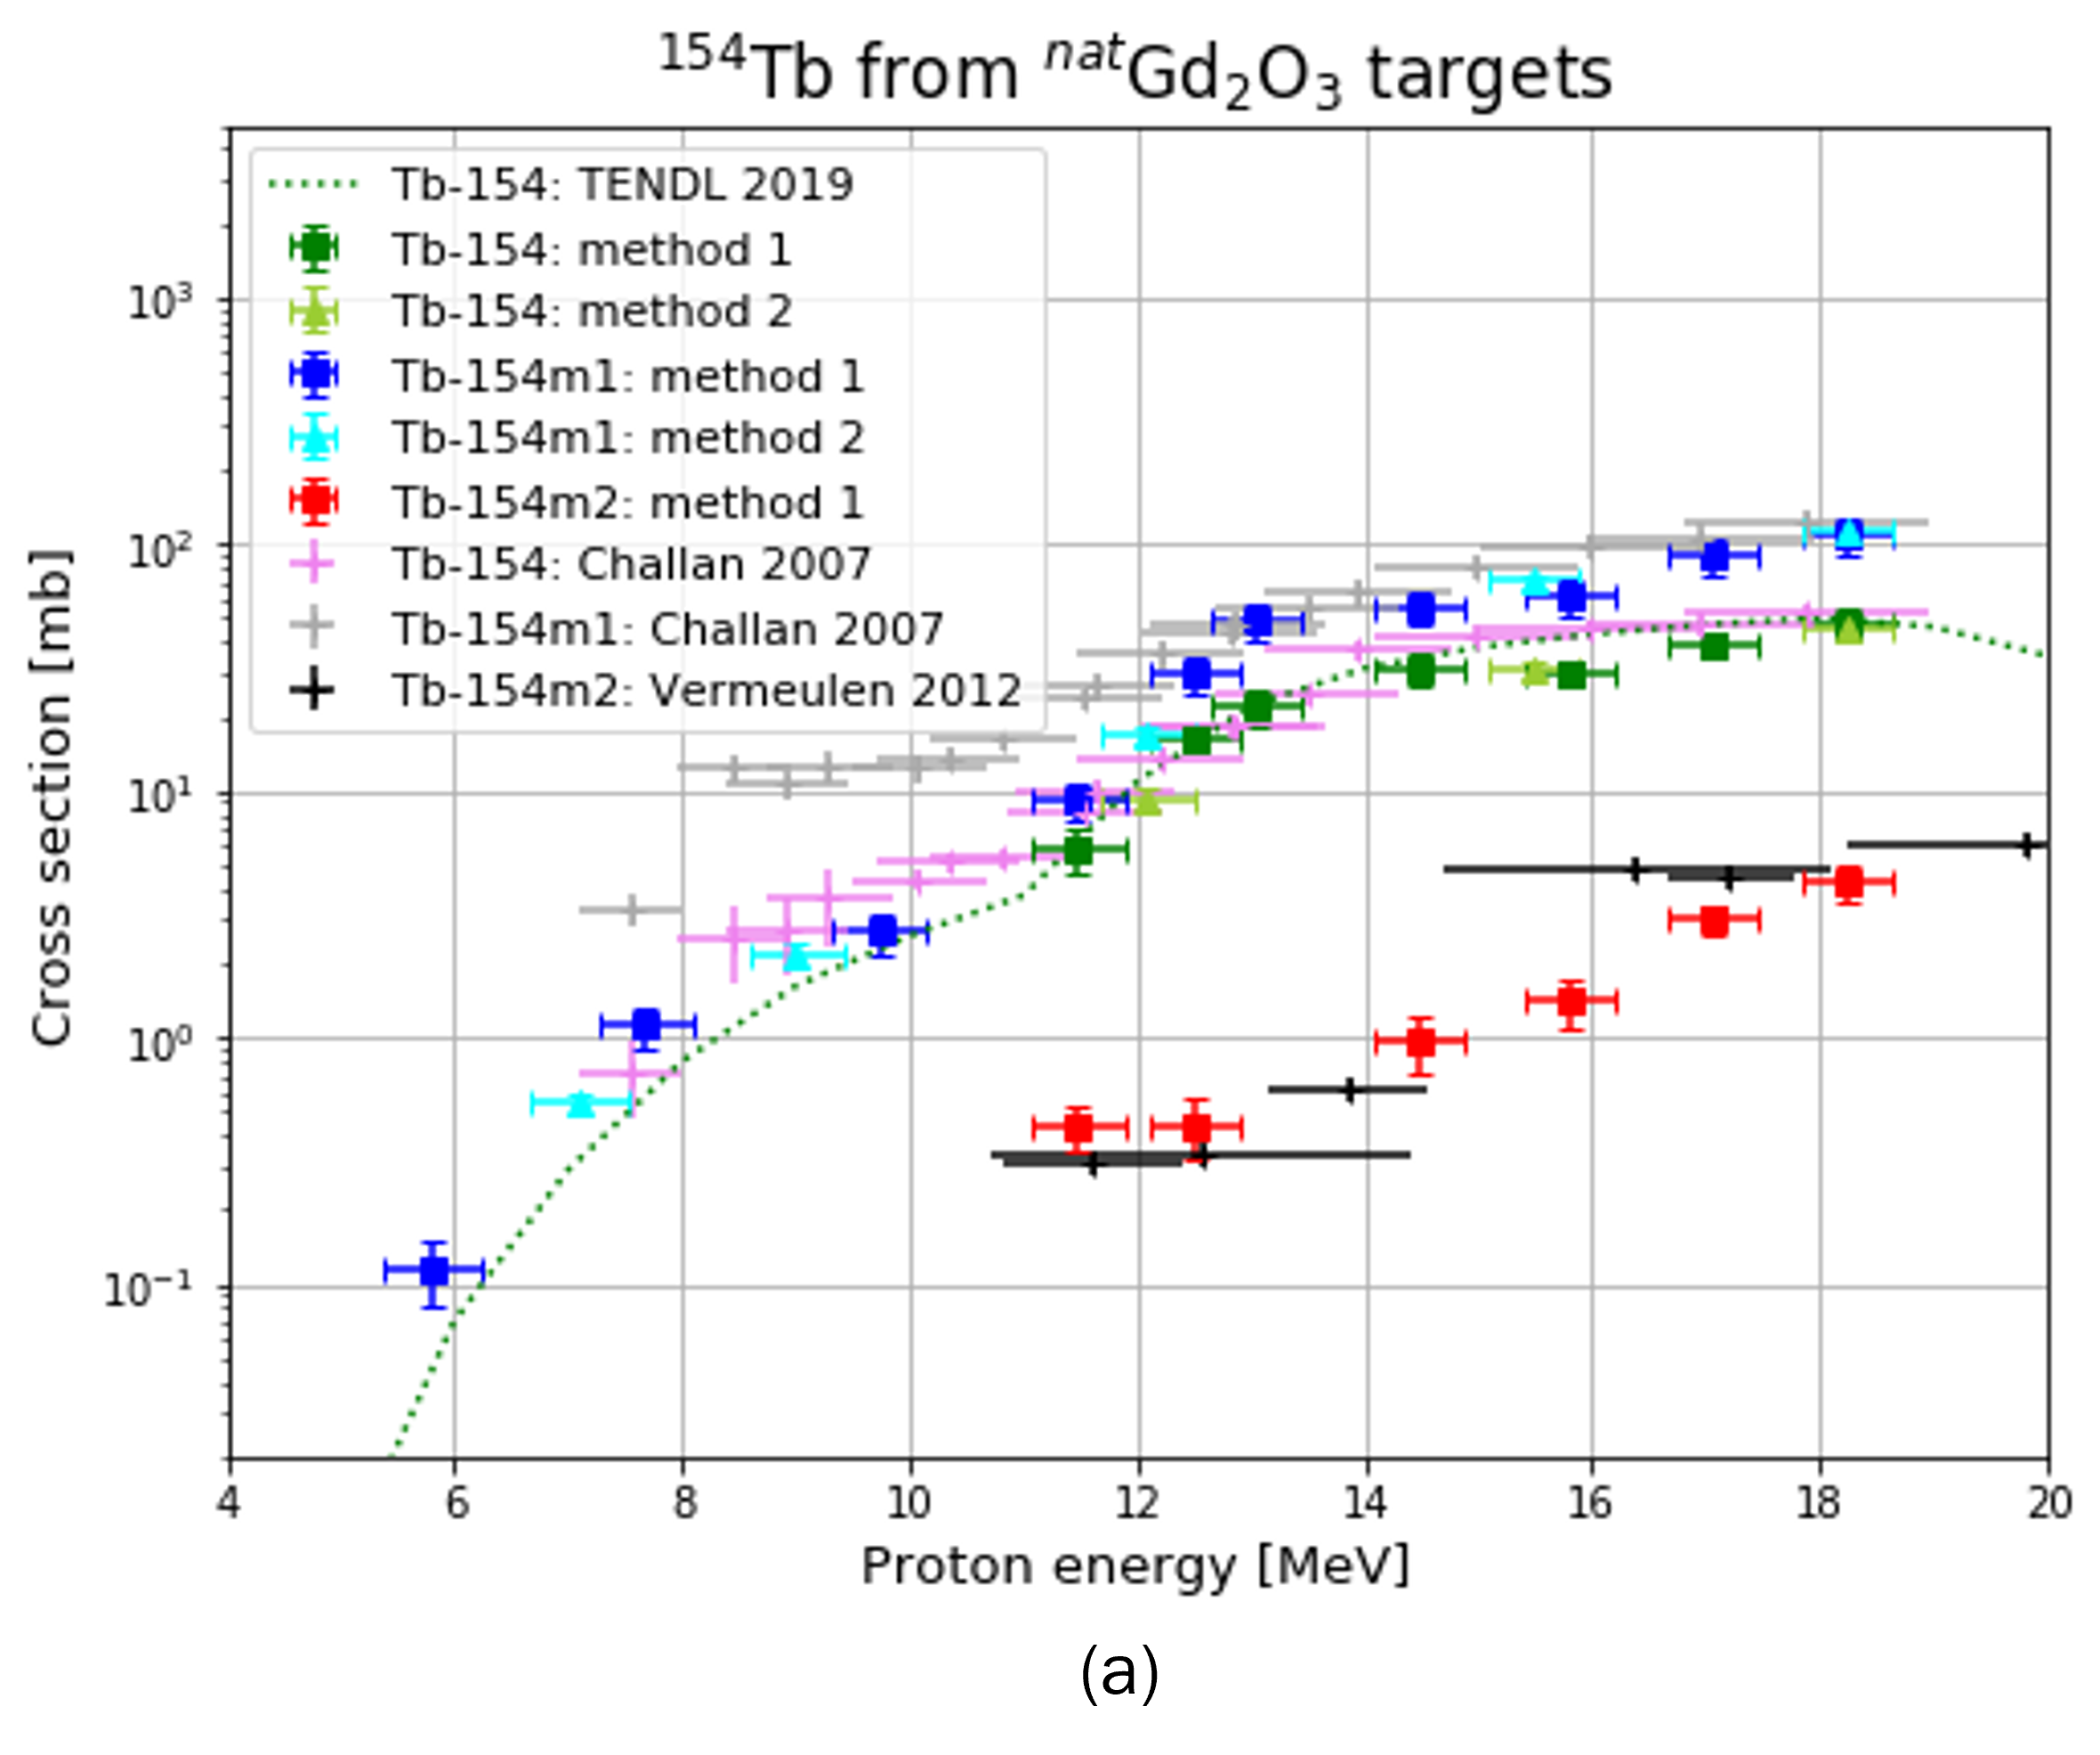 ¹⁵⁴Tb from ⁿᵃᵗGd₂O₃ targets
Tb-154: TENDL 2019
Tb-154: method 1
Tb-154: method 2
Tb-154m1: method 1
Tb-154m1: method 2
Tb-154m2: method 1
Tb-154: Challan 2007
Tb-154m1: Challan 2007
Tb-154m2: Vermeulen 2012
Cross section [mb]
10³
10²
10¹
10⁰
10⁻¹
4 6 8 10 12 14 16 18 20
Proton energy [MeV]
(a)